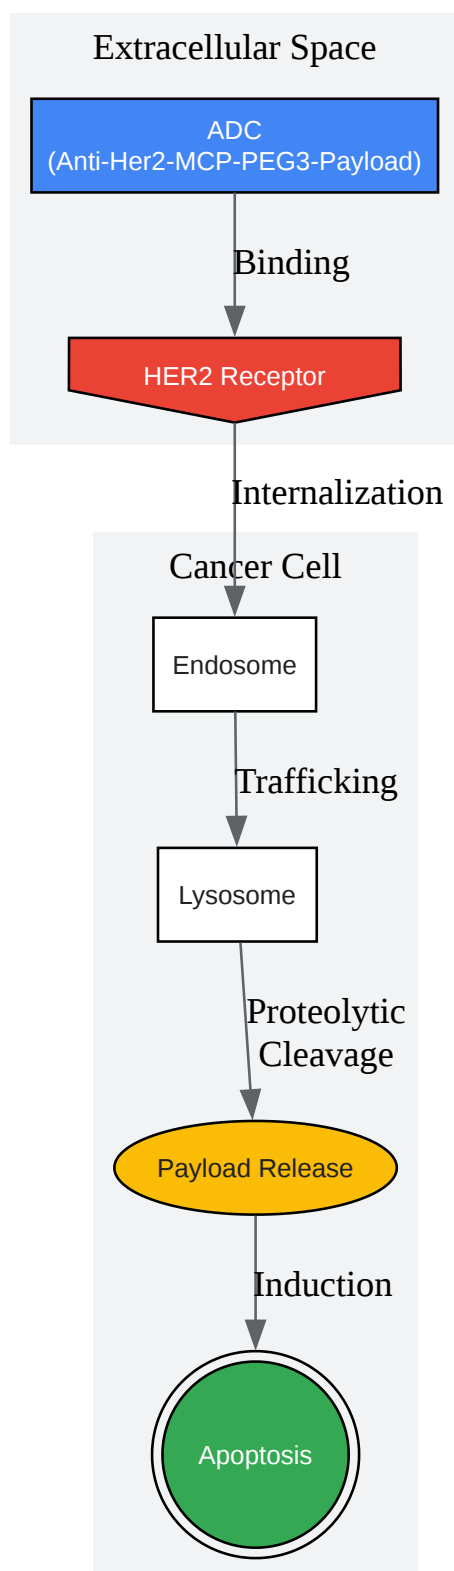 Extracellular Space
ADC
(Anti-Her2-MCP-PEG3-Payload)
Binding
HER2 Receptor
Internalization
Cancer Cell
Endosome
Trafficking
Lysosome
Proteolytic
Cleavage
Payload Release
Induction
Apoptosis